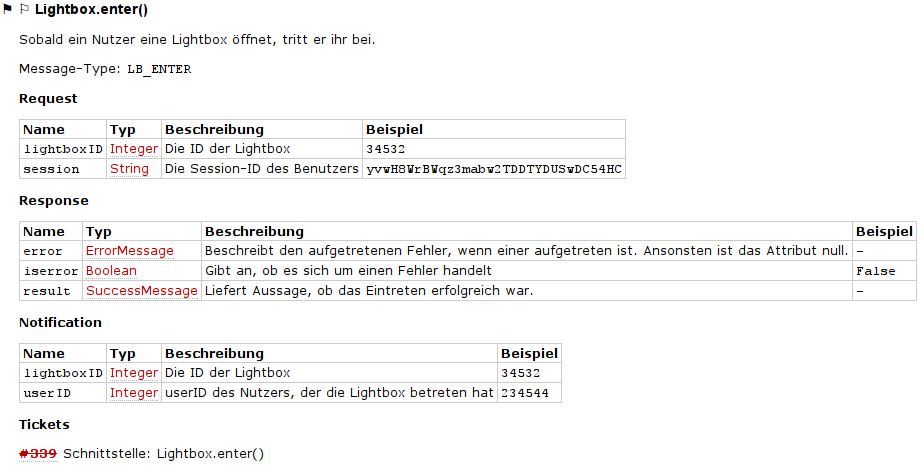 Lightbox.enter()
Sobald ein Nutzer eine Lightbox öffnet, tritt er ihr bei.
Message-Type: LB_ENTER
Request
Name Typ Beschreibung Beispiel
lightboxID Integer Die ID der Lightbox 34532
session String Die Session-ID des Benutzers yvwH8WrBWqz3mabw2TDDTYDUSwDC54HC
Response
Name Typ Beschreibung Beispiel
error ErrorMessage Beschreibt den aufgetretenen Fehler, wenn einer aufgetreten ist. Ansonsten ist das Attribut null. –
iserror Boolean Gibt an, ob es sich um einen Fehler handelt False
result SuccessMessage Liefert Aussage, ob das Eintreten erfolgreich war. –
Notification
Name Typ Beschreibung Beispiel
lightboxID Integer Die ID der Lightbox 34532
userID Integer userID des Nutzers, der die Lightbox betreten hat 234544
Tickets
#339 Schnittstelle: Lightbox.enter()